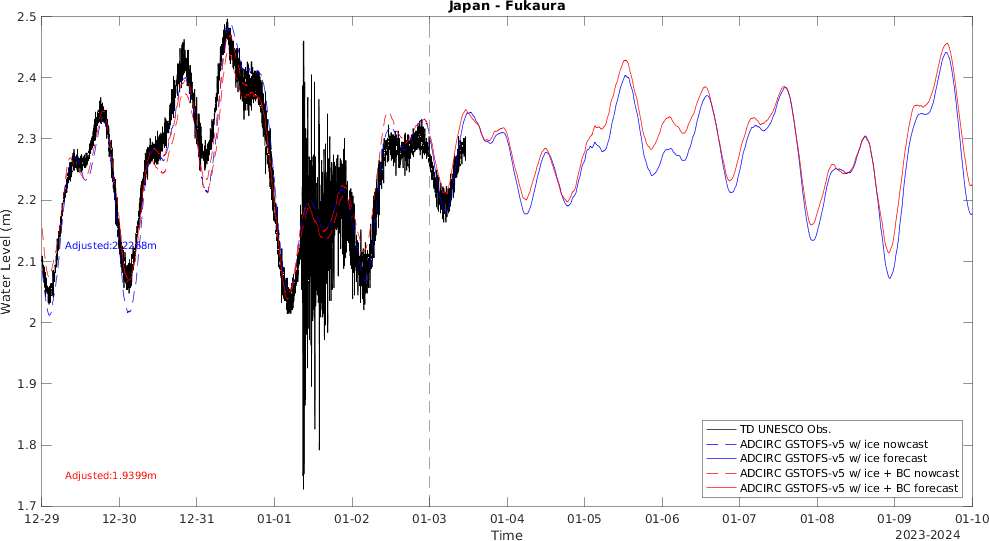 Japan - Fukaura
Water Level (m)
2.5
2.4
2.3
2.2
2.1
2
1.9
1.8
1.7
Adjusted:2.2268m
Adjusted:1.9399m
TD UNESCO Obs.
ADCIRC GSTOFS-v5 w/ ice nowcast
ADCIRC GSTOFS-v5 w/ ice forecast
ADCIRC GSTOFS-v5 w/ ice + BC nowcast
ADCIRC GSTOFS-v5 w/ ice + BC forecast
12-29 12-30 12-31 01-01 01-02 01-03 01-04 01-05 01-06 01-07 01-08 01-09 01-10
Time
2023-2024